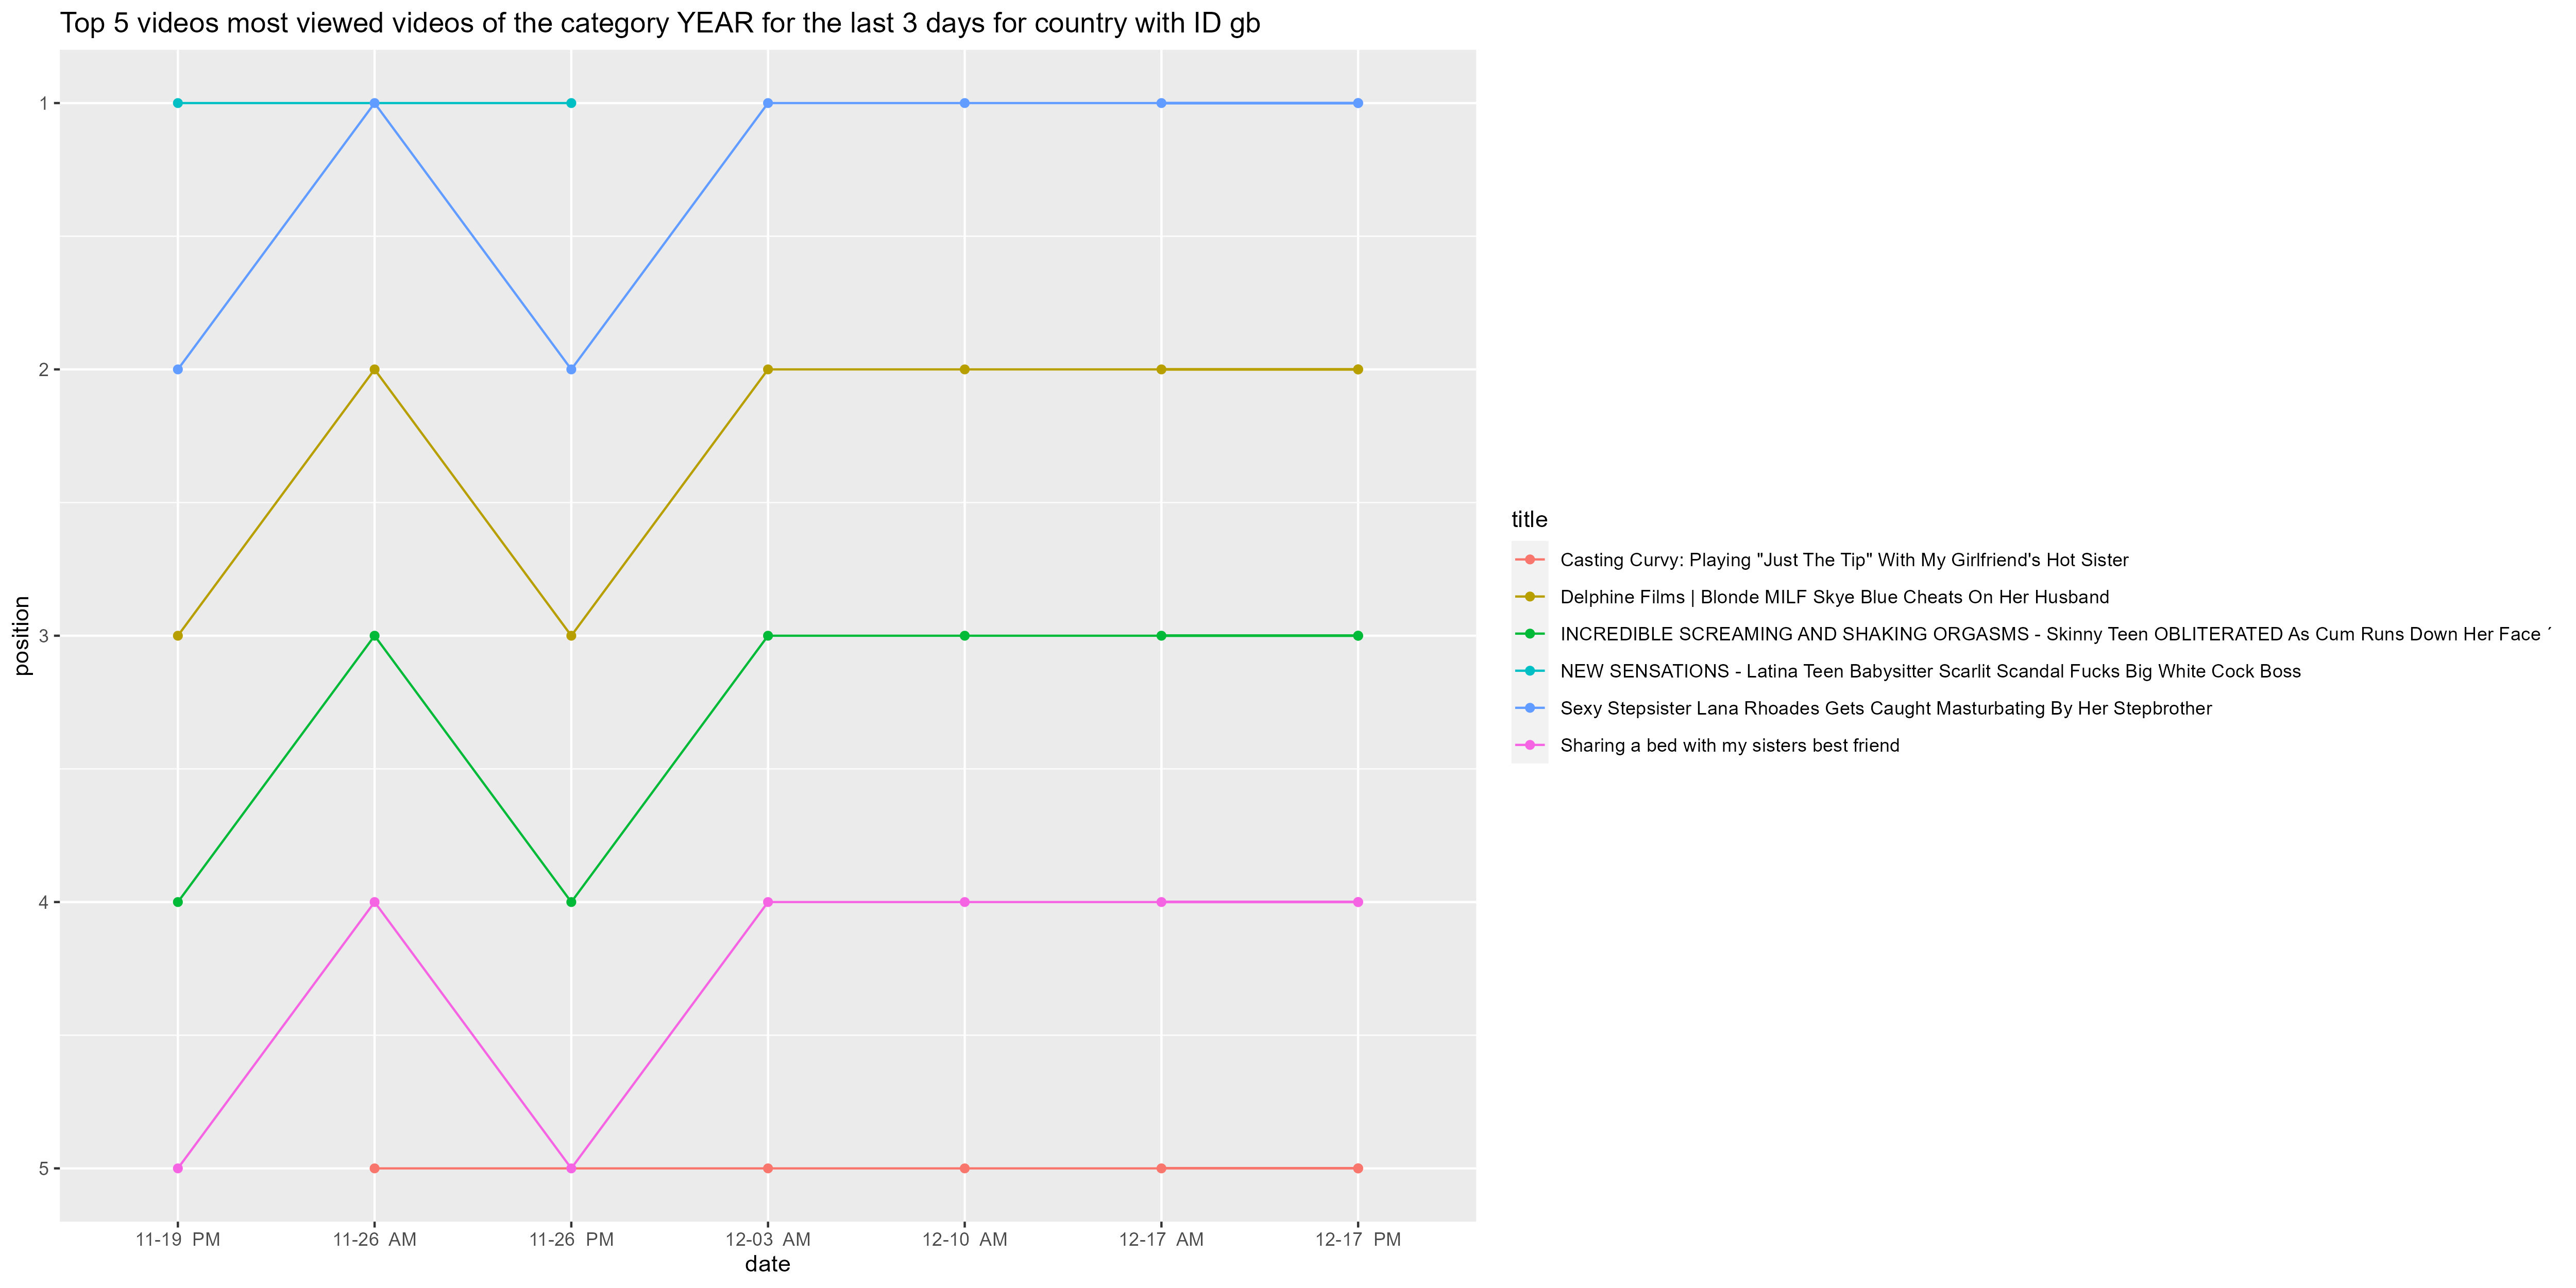 Top 5 videos most viewed videos of the category YEAR for the last 3 days for country with ID gb
1
2
3
4
5
position
11-19 PM
11-26 AM
11-26 PM
12-03 AM
12-10 AM
12-17 AM
12-17 PM
date
title
Casting Curvy: Playing "Just The Tip" With My Girlfriend's Hot Sister
Delphine Films | Blonde MILF Skye Blue Cheats On Her Husband
INCREDIBLE SCREAMING AND SHAKING ORGASMS - Skinny Teen OBLITERATED As Cum Runs Down Her Face
NEW SENSATIONS - Latina Teen Babysitter Scarlit Scandal Fucks Big White Cock Boss
Sexy Stepsister Lana Rhoades Gets Caught Masturbating By Her Stepbrother
Sharing a bed with my sisters best friend